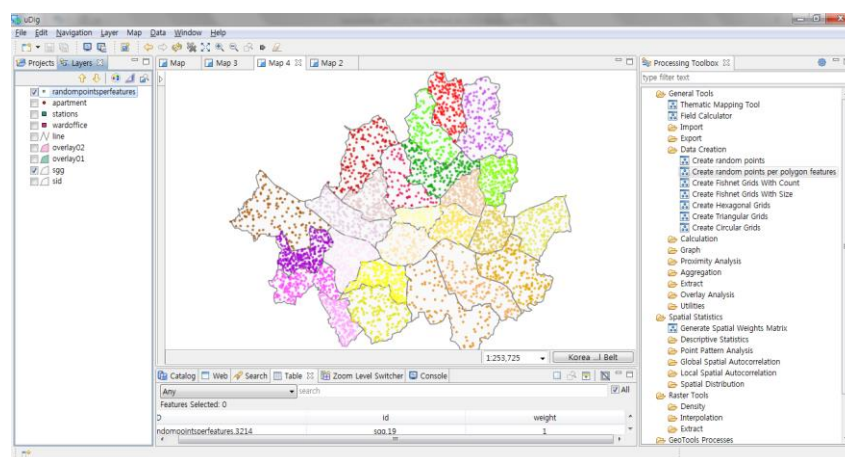 uDig
File Edit Navigation Layer Map Data Window Help
Projects Layers
Map Map 3 Map 4 Map 2
Processing Toolbox
type filter text
randompointsperfeatures
apartment
stations
wardoffice
line
overlay02
overlay01
sgg
sid
General Tools
Thematic Mapping Tool
Field Calculator
Import
Export
Data Creation
Create random points
Create random points per polygon features
Create Fishnet Grids With Count
Create Fishnet Grids With Size
Create Hexagonal Grids
Create Triangular Grids
Create Circular Grids
Calculation
Graph
Proximity Analysis
Aggregation
Extract
Overlay Analysis
Utilities
Spatial Statistics
Generate Spatial Weights Matrix
Descriptive Statistics
Point Pattern Analysis
Global Spatial Autocorrelation
Local Spatial Autocorrelation
Spatial Distribution
Raster Tools
Density
Interpolation
Extract
GeoTools Processes
1:253,725 Korea ...l Belt
Catalog Web Search Table Zoom Level Switcher Console
Any search All
Features Selected: 0
id weight
ndompointsperfeatures.3214 sgg.19 1